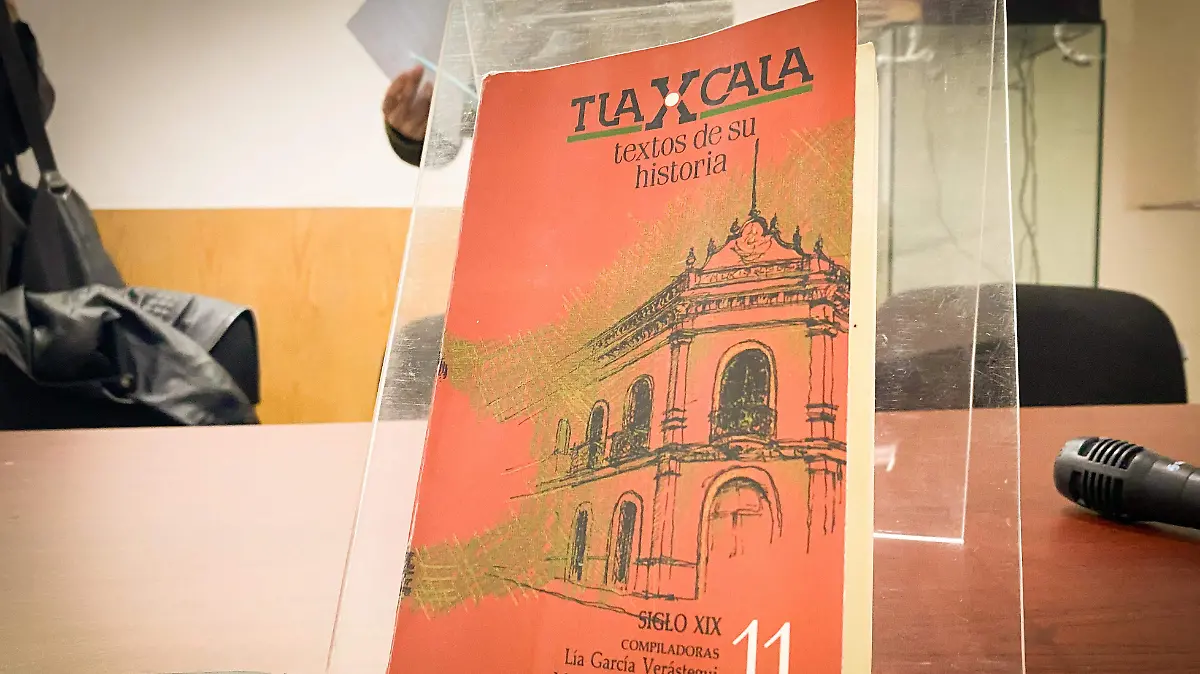 TLAXCALA
textos de su
historia
SIGLO XIX
COMPILADORAS
Lía García Verástegui
11